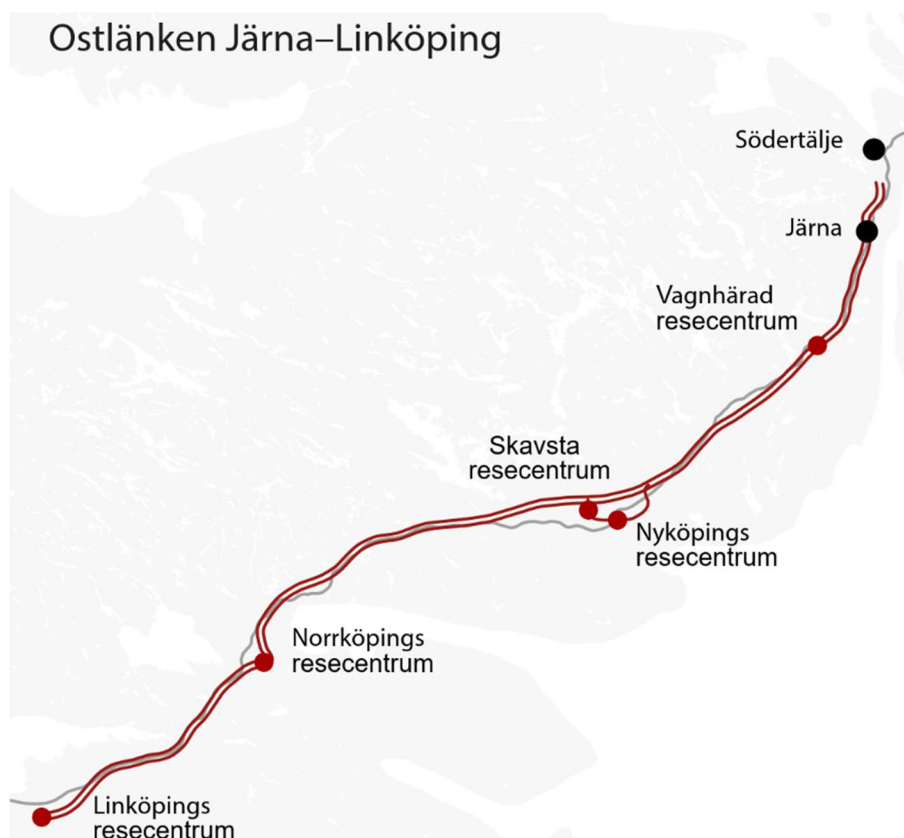 Ostlänken Järna–Linköping
Södertälje
Järna
Vagnhärad
resecentrum
Skavsta
resecentrum
Nyköpings
resecentrum
Norrköpings
resecentrum
Linköpings
resecentrum